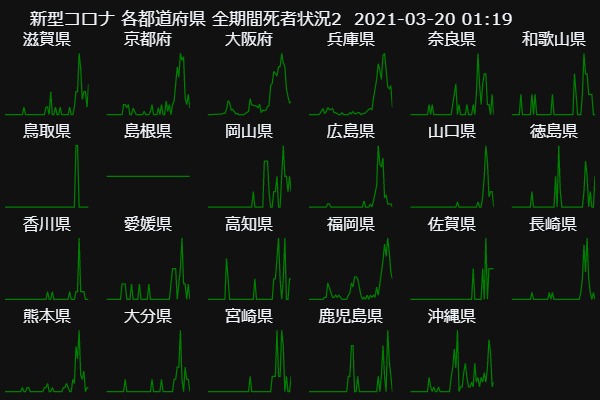 新型コロナ 各都道府県 全期間死者状況2 2021-03-20 01:19
滋賀県 京都府 大阪府 兵庫県 奈良県 和歌山県
鳥取県 島根県 岡山県 広島県 山口県 徳島県
香川県 愛媛県 高知県 福岡県 佐賀県 長崎県
熊本県 大分県 宮崎県 鹿児島県 沖縄県